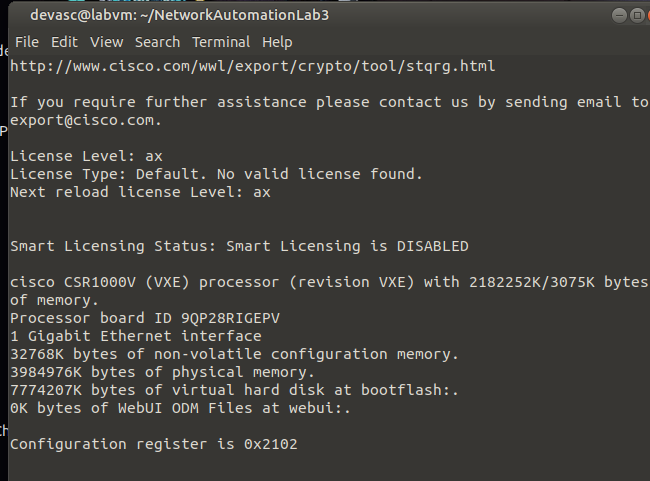 devasc@labvm: ~/NetworkAutomationLab3
File Edit View Search Terminal Help
http://www.cisco.com/wwl/export/crypto/tool/stqrg.html
If you require further assistance please contact us by sending email to
export@cisco.com.
License Level: ax
License Type: Default. No valid license found.
Next reload license Level: ax
Smart Licensing Status: Smart Licensing is DISABLED
cisco CSR1000V (VXE) processor (revision VXE) with 2182252K/3075K bytes
of memory.
Processor board ID 9QP28RIGEPV
1 Gigabit Ethernet interface
32768K bytes of non-volatile configuration memory.
3984976K bytes of physical memory.
7774207K bytes of virtual hard disk at bootflash:.
0K bytes of WebUI ODM Files at webui:.
Configuration register is 0x2102